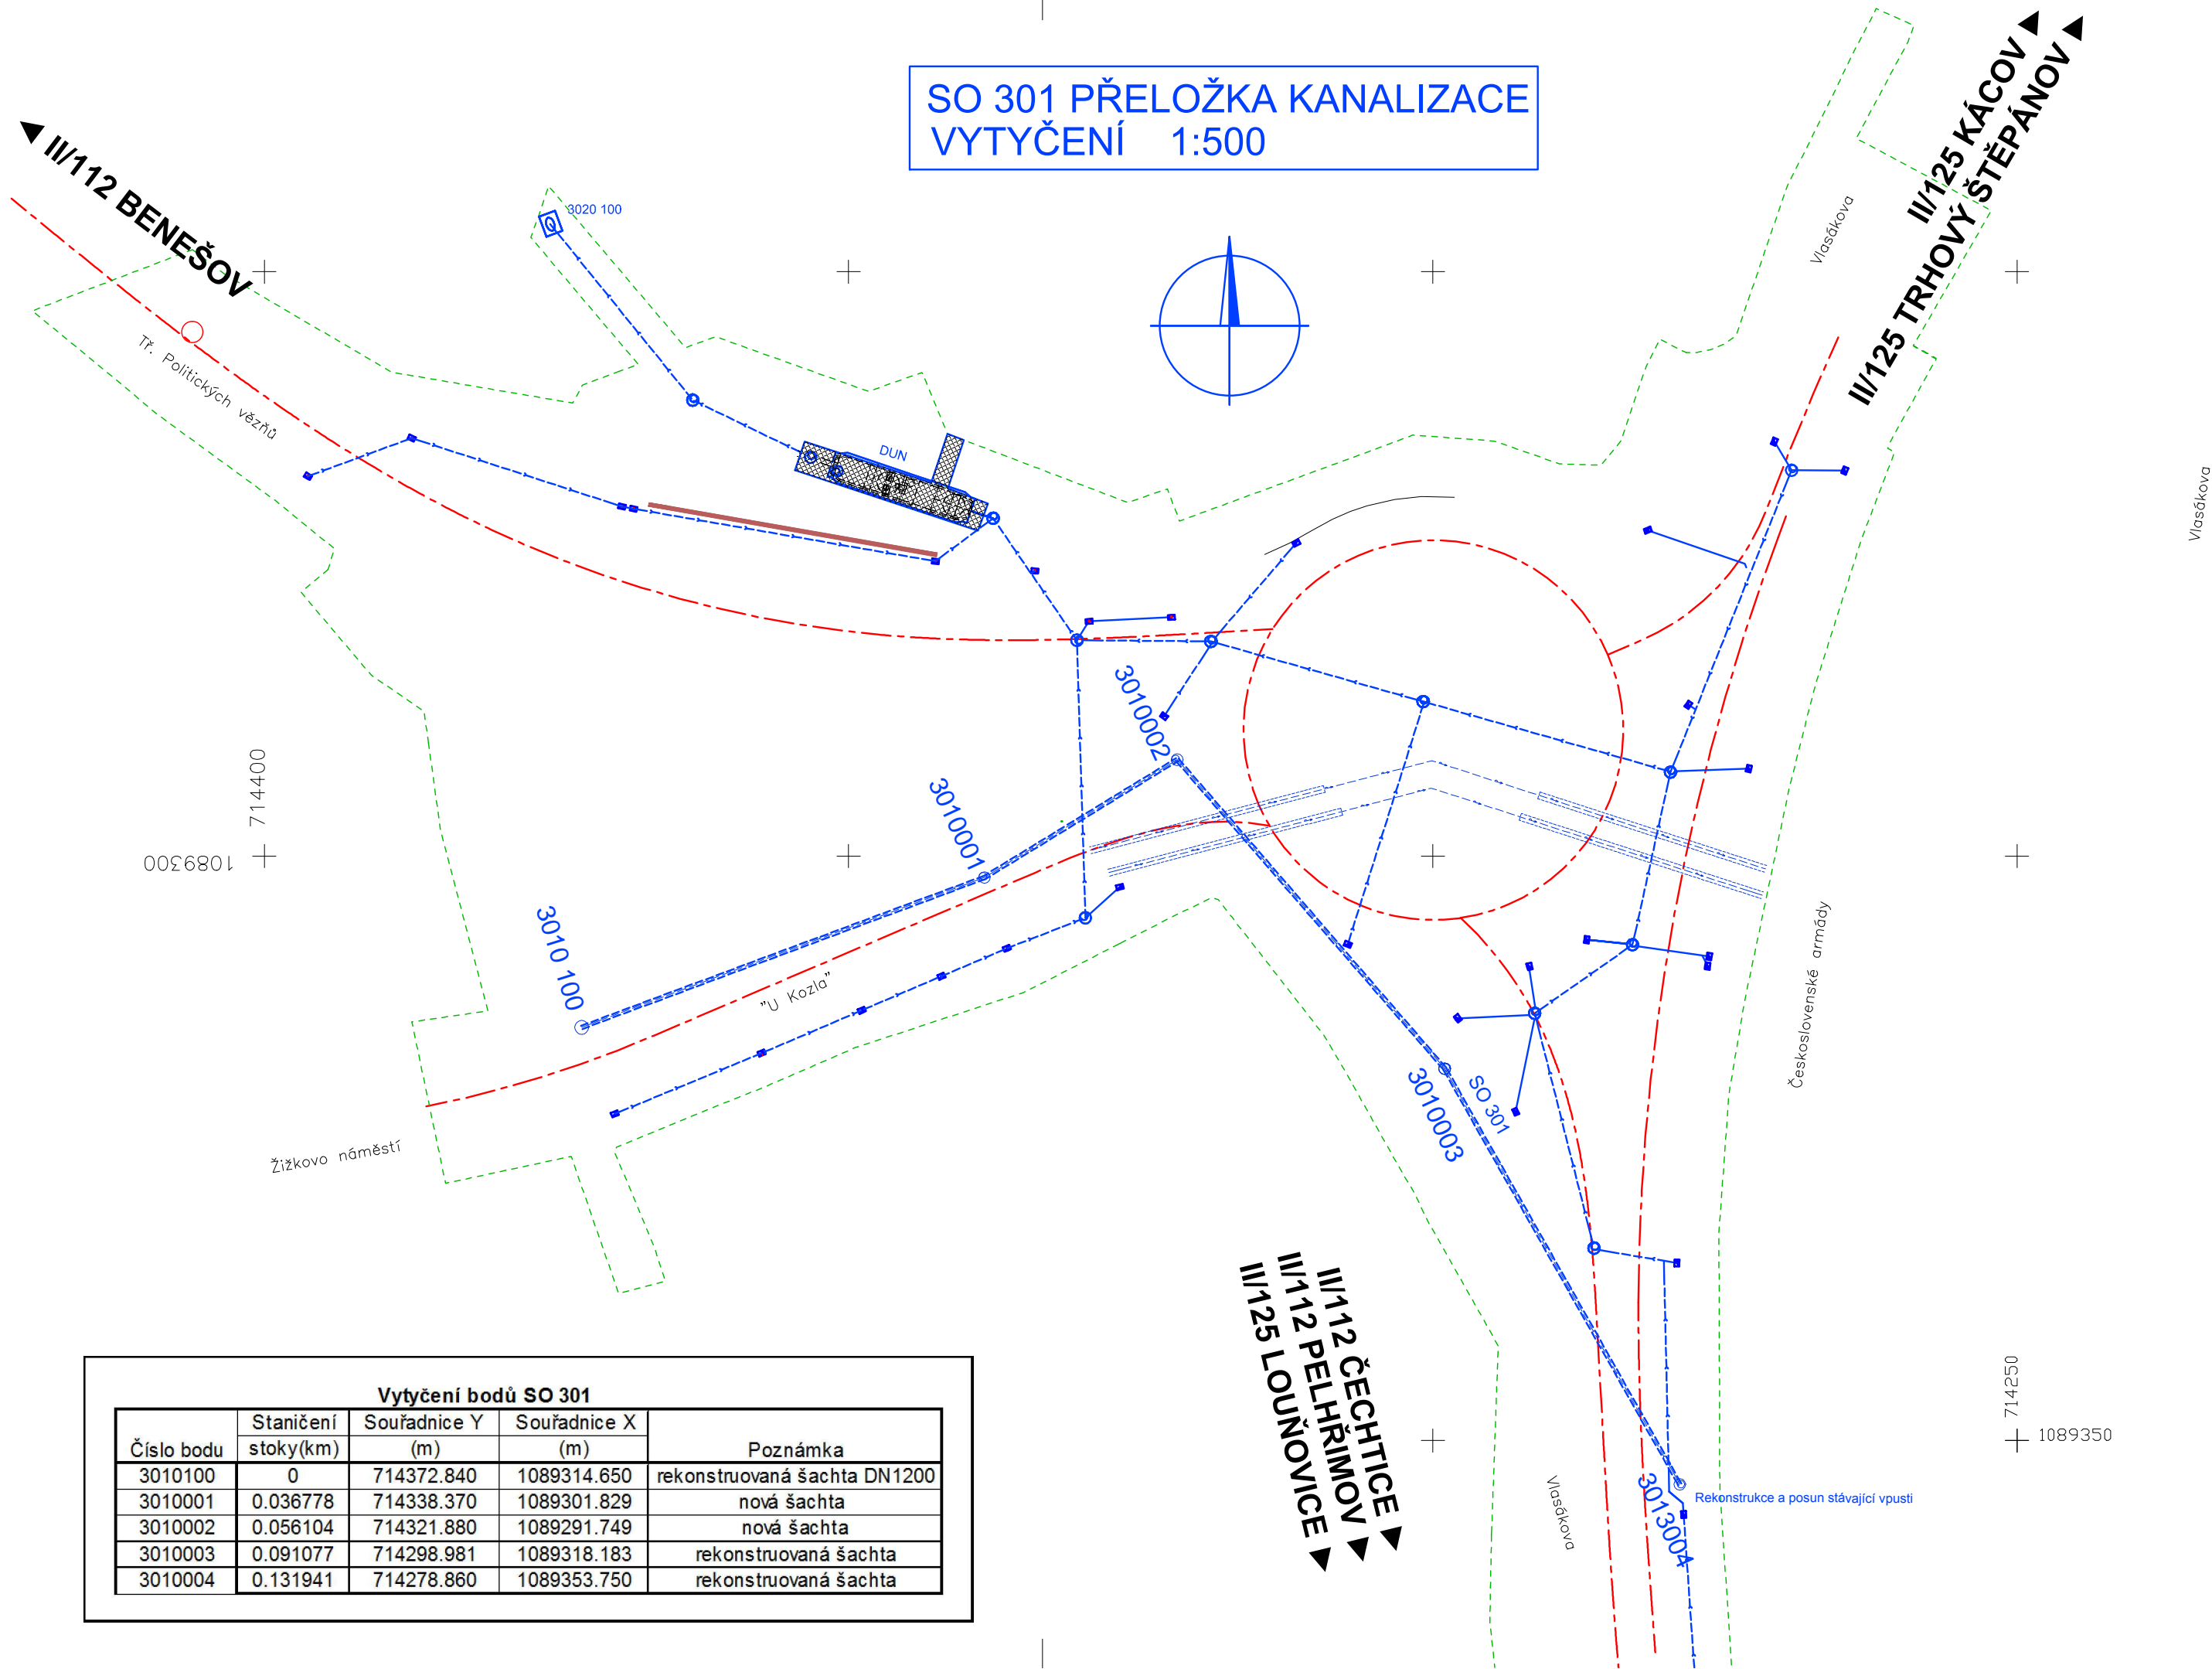 SO 301 PŘELOŽKA KANALIZACE
VYTYČENÍ 1:500
II/112 BENEŠOV
3020 100
II/125 KÁCOV
II/125 TRHOVÝ ŠTĚPÁNOV
Vlasákova
Vlasákova
Tř. Politických vězňů
DUN
3010002
714400
1089300
3010001
3010 100
"U Kozla"
Československé armády
SO 301
3010003
Žižkovo náměstí
II/112 ČECHTICE
II/112 PELHŘIMOV
II/125 LOUŇOVICE
714250
1089350
Vlasákova
3013004
Rekonstrukce a posun stávající vpusti
Vytyčení bodů SO 301
Číslo bodu Staničení stoky(km) Souřadnice Y (m) Souřadnice X (m) Poznámka
3010100 0 714372.840 1089314.650 rekonstruovaná šachta DN1200
3010001 0.036778 714338.370 1089301.829 nová šachta
3010002 0.056104 714321.880 1089291.749 nová šachta
3010003 0.091077 714298.981 1089318.183 rekonstruovaná šachta
3010004 0.131941 714278.860 1089353.750 rekonstruovaná šachta